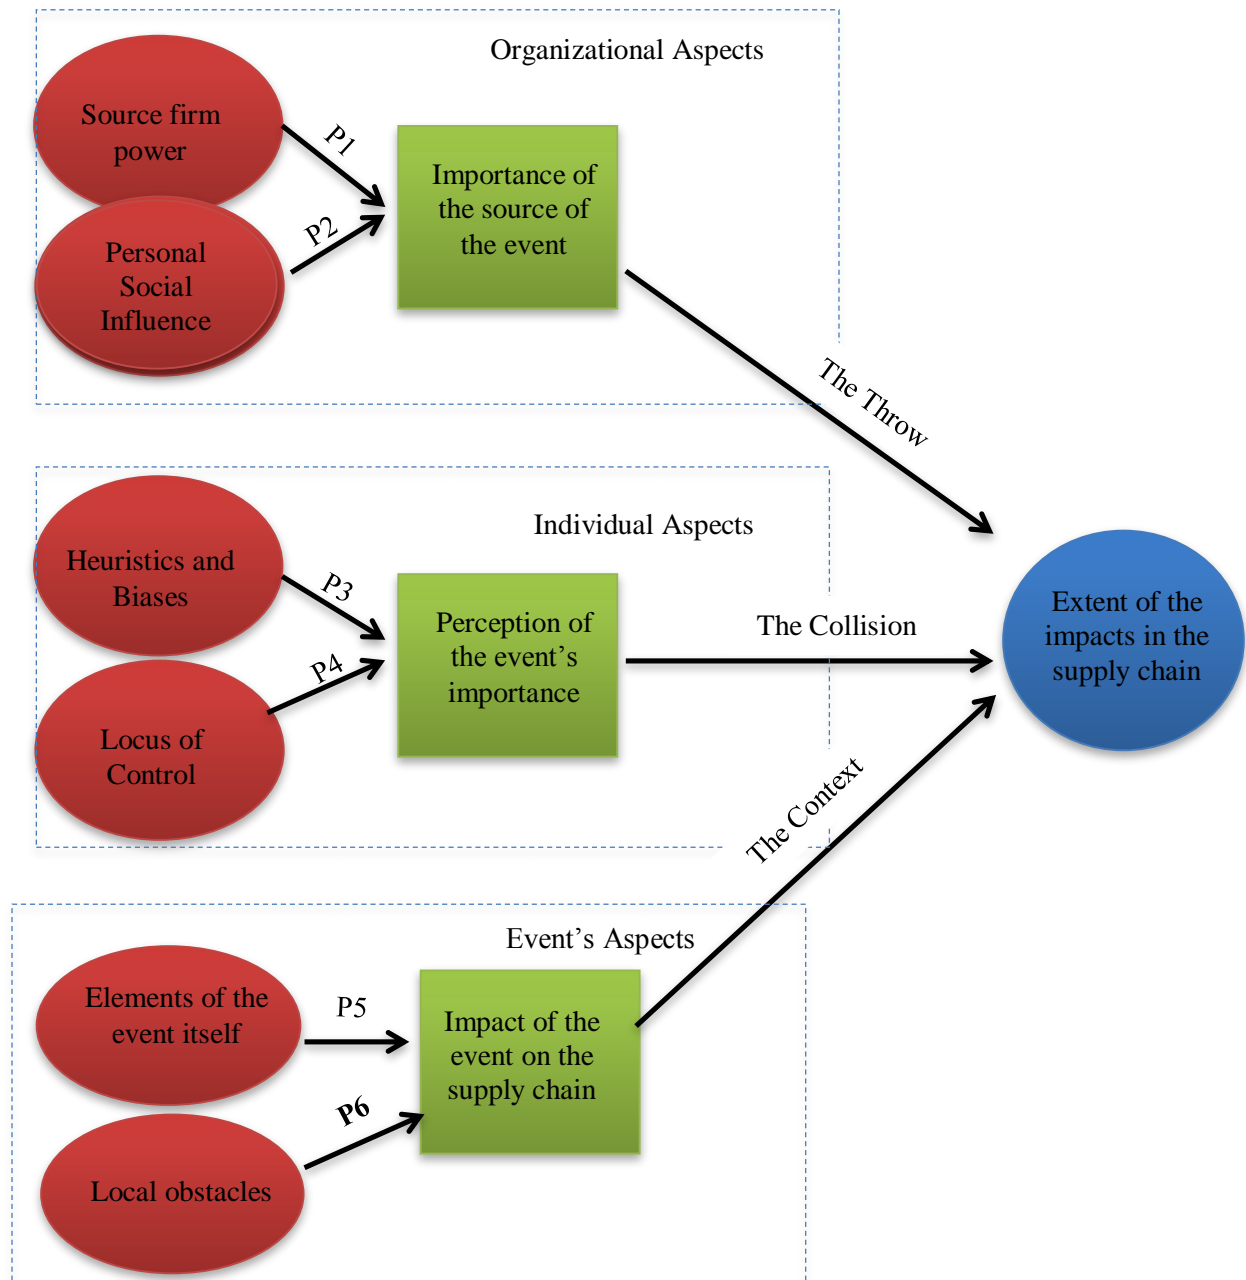 Organizational Aspects
Source firm
power
P1
Importance of
the source of
the event
P2
Personal
Social
Influence
The Throw
Individual Aspects
Heuristics and
Biases
P3
Perception of
the event’s
importance
P4
Locus of
Control
The Collision
Extent of the
impacts in the
supply chain
The Context
Event’s Aspects
Elements of the
event itself
P5
Impact of the
event on the
supply chain
P6
Local obstacles